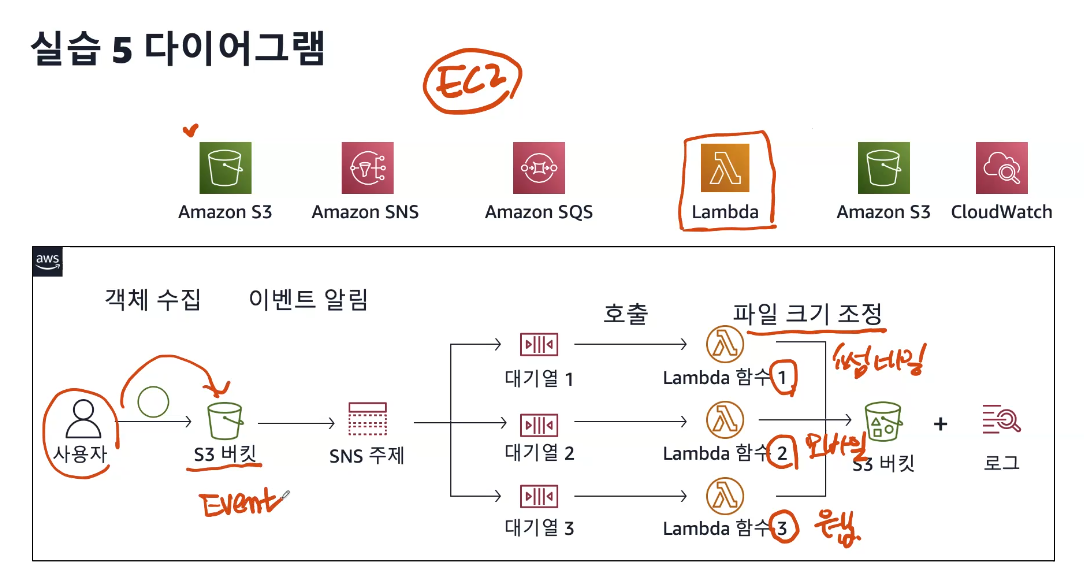 실습 5 다이어그램
EC2
Amazon S3 Amazon SNS Amazon SQS Lambda Amazon S3 CloudWatch
aws
객체 수집 이벤트 알림 호출 파일 크기 조정
대기열 1 Lambda 함수 1 썸네일
사용자 S3 버킷 SNS 주제 대기열 2 Lambda 함수 2 모바일 S3 버킷 + 로그
Event
대기열 3 Lambda 함수 3